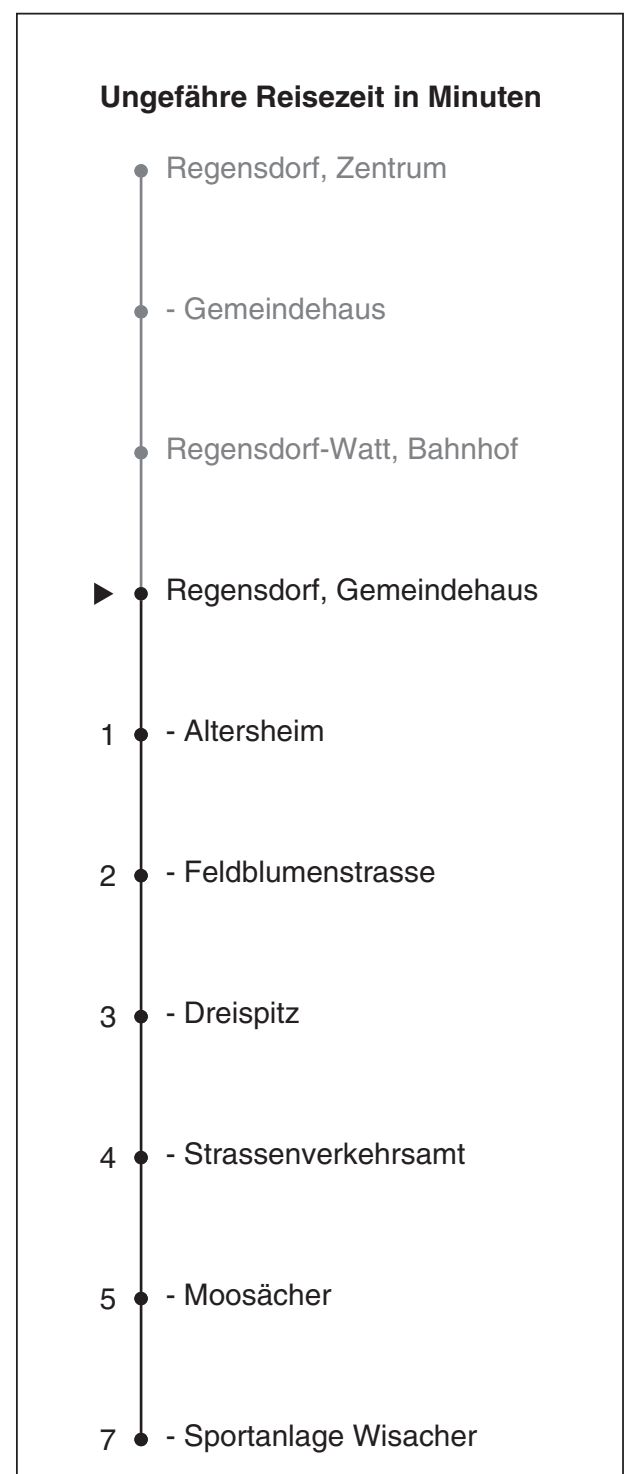 Ungefähre Reisezeit in Minuten
Regensdorf, Zentrum
- Gemeindehaus
Regensdorf-Watt, Bahnhof
Regensdorf, Gemeindehaus
1 - Altersheim
2 - Feldblumenstrasse
3 - Dreispitz
4 - Strassenverkehrsamt
5 - Moosächer
7 - Sportanlage Wisacher